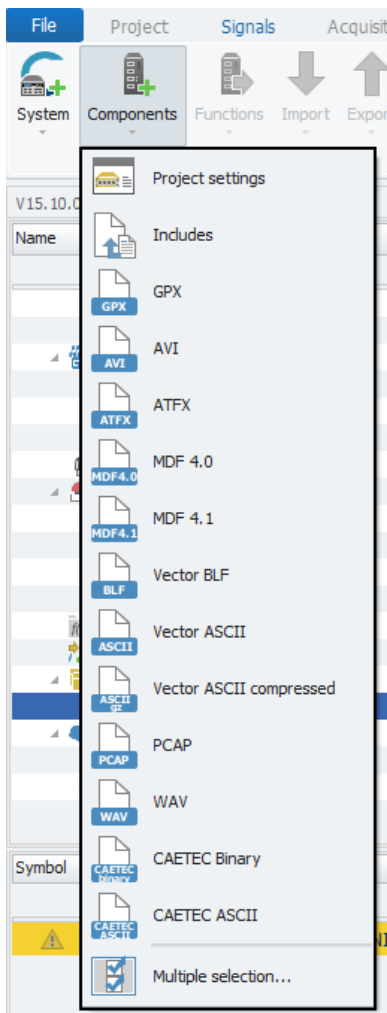 File Project Signals Acquisit
System Components Functions Import Expor
V15.10.0
Name
Project settings
Includes
GPX GPX
AVI AVI
ATFX ATFX
MDF4.0 MDF 4.0
MDF4.1 MDF 4.1
BLF Vector BLF
ASCII Vector ASCII
ASCII gz Vector ASCII compressed
PCAP PCAP
WAV WAV
Symbol
CAETEC binary CAETEC Binary
CAETEC ASCII CAETEC ASCII
Multiple selection...